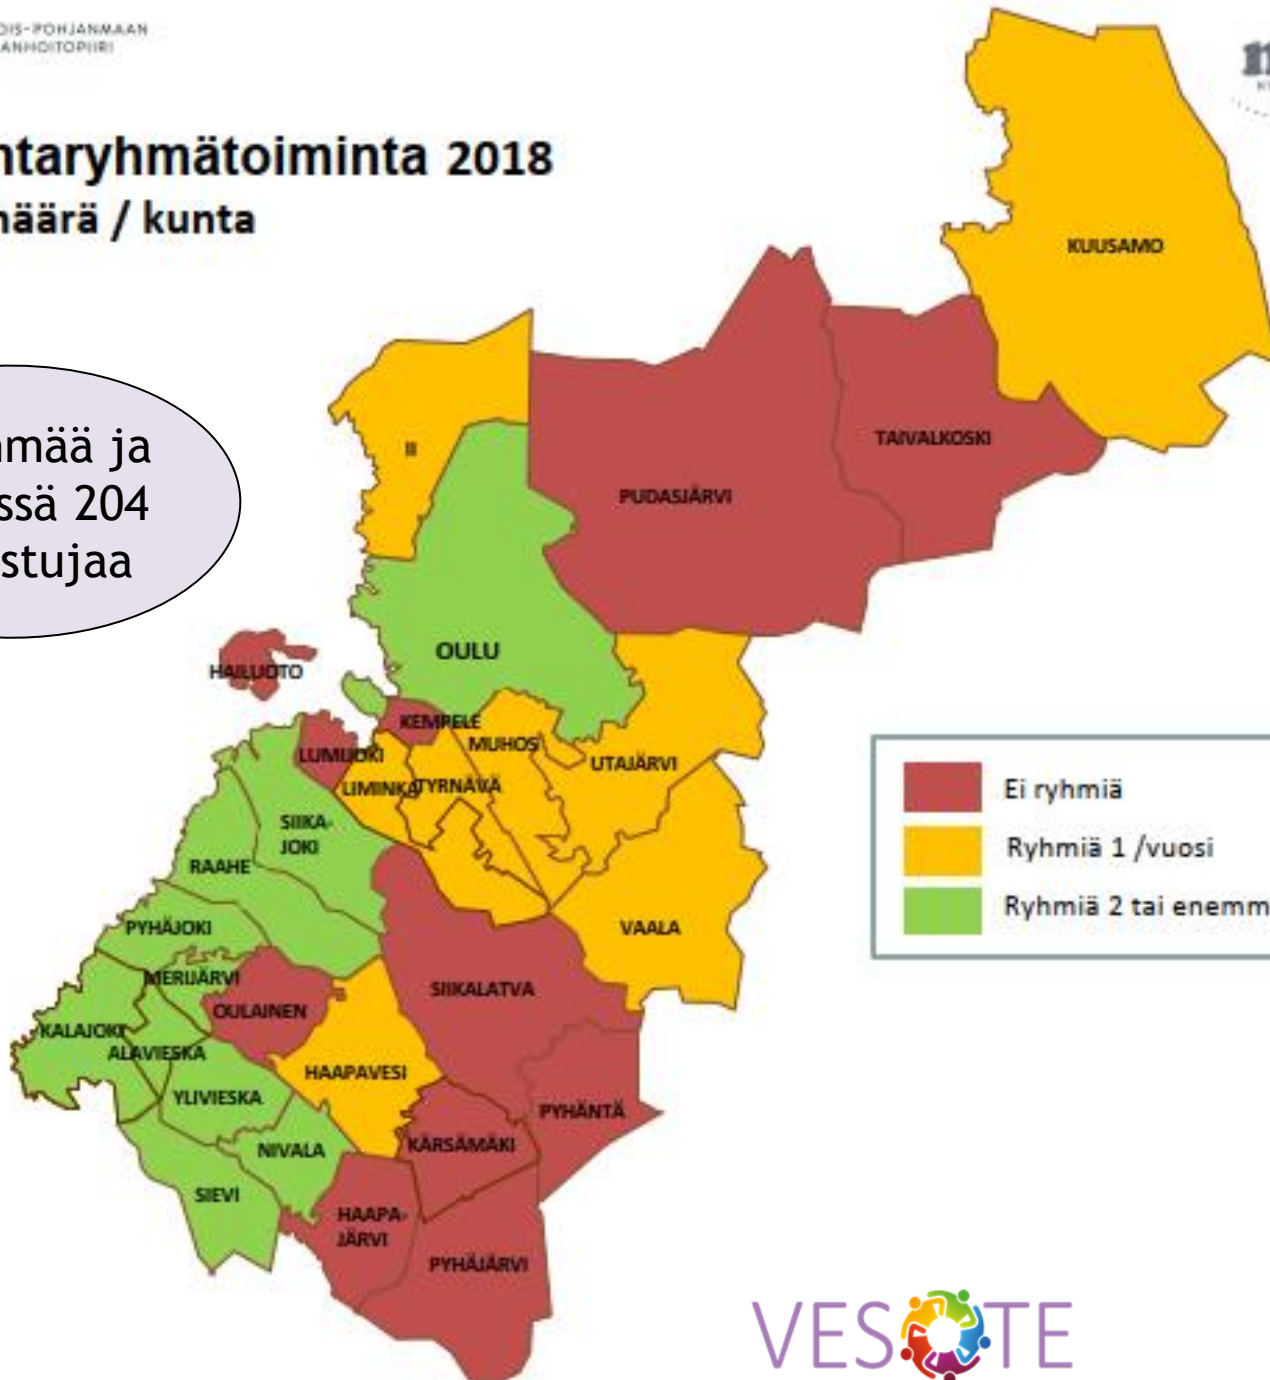 OIS-POHJANMAAN
ANHOITOPIIRI
ntaryhmätoiminta 2018
määrä / kunta
mää ja
ssä 204
stujaa
KUUSAMO
II
TAIVALKOSKI
PUDASJÄRVI
OULU
HAILUOTO
KEMPELE
MUHOS
LUMIJOKI
UTAJÄRVI
LIMINKA
TYRNÄVÄ
SIIKA-
JOKI
RAAHE
PYHÄJOKI
VAALA
MERIJÄRVI
SIIKALATVA
OULAINEN
KALAJOKI
ALAVIESKA
HAAPAVESI
YLIVIESKA
PYHÄNTÄ
NIVALA
KÄRSÄMÄKI
SIEVI
HAAPA-
JÄRVI
PYHÄJÄRVI
Ei ryhmiä
Ryhmiä 1 /vuosi
Ryhmiä 2 tai enemm
VESOTE